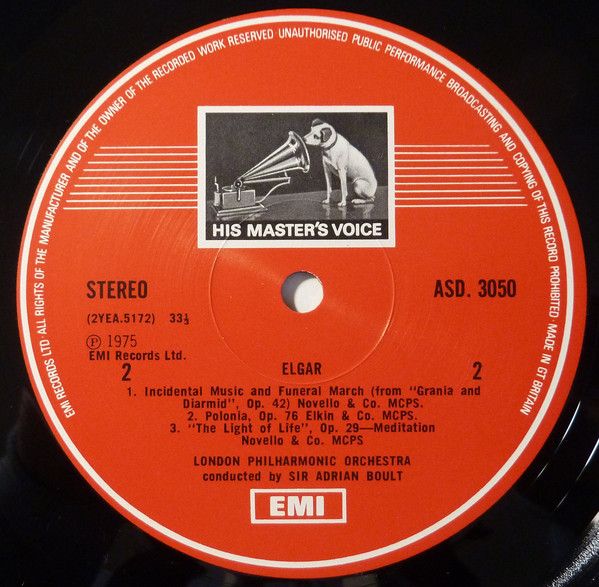 EMI RECORDS LTD ALL RIGHTS OF THE MANUFACTURER AND OF THE OWNER OF THE RECORDED WORK RESERVED UNAUTHORISED PUBLIC PERFORMANCE BROADCASTING AND COPYING OF THIS RECORD PROHIBITED · MADE IN GT BRITAIN
HIS MASTER'S VOICE
STEREO
ASD. 3050
(2YEA.5172) 33⅓
Ⓟ 1975
EMI Records Ltd.
2 ELGAR 2
1. Incidental Music and Funeral March (from "Grania and
Diarmid", Op. 42) Novello & Co. MCPS.
2. Polonia, Op. 76 Elkin & Co. MCPS.
3. "The Light of Life", Op. 29—Meditation
Novello & Co. MCPS
LONDON PHILHARMONIC ORCHESTRA
conducted by SIR ADRIAN BOULT
EMI